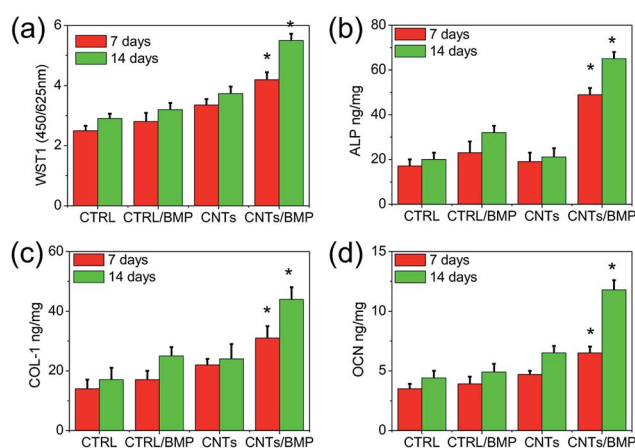 (a)
6
4
2
0
WST1 (450/625nm)
7 days
14 days
*
*
CTRL
CTRL/BMP
CNTs
CNTs/BMP
(b)
80
60
40
20
0
ALP ng/mg
7 days
14 days
*
*
CTRL
CTRL/BMP
CNTs
CNTs/BMP
(c)
60
40
20
0
COL-1 ng/mg
7 days
14 days
*
*
CTRL
CTRL/BMP
CNTs
CNTs/BMP
(d)
15
10
5
0
OCN ng/mg
7 days
14 days
*
*
CTRL
CTRL/BMP
CNTs
CNTs/BMP